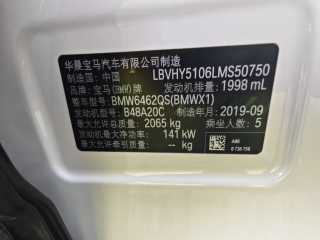 华晨宝马汽车有限公司制造
制造国：中国 LBVHY5106LMS50750
品牌：宝马(BMW)牌 发动机排量：1998 mL
整车型号：BMW6462QS(BMWX1)
发动机型号：B48A20C 制造年月：2019-09
最大允许总质量：2065 kg 乘坐人数：5
发动机最大净功率：141 kW
最大允许牵引质量：-- kg
A96
8 738 758